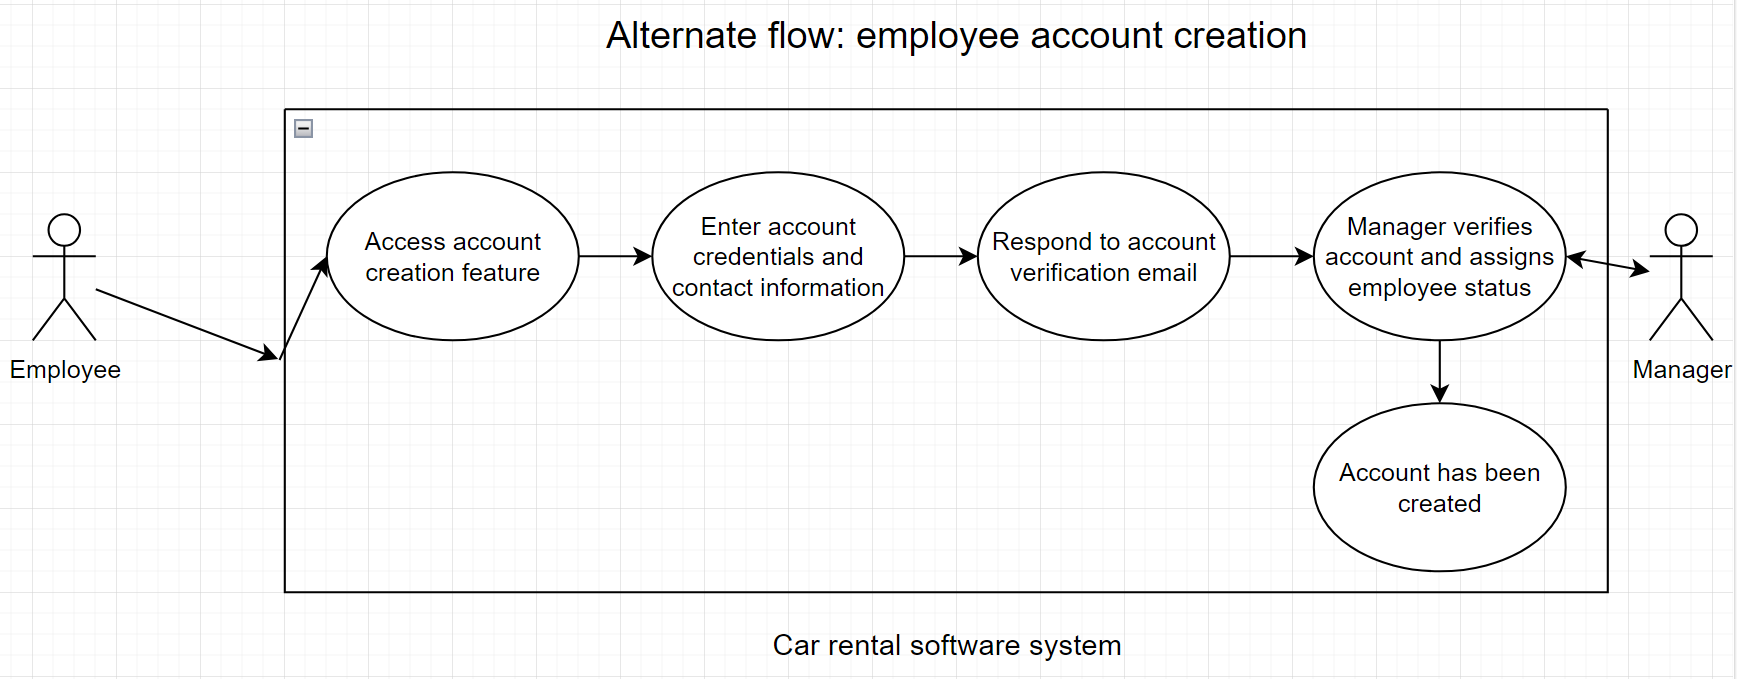 Alternate flow: employee account creation
Access account
creation feature
Enter account
credentials and
contact information
Respond to account
verification email
Manager verifies
account and assigns
employee status
Employee
Manager
Account has been
created
Car rental software system